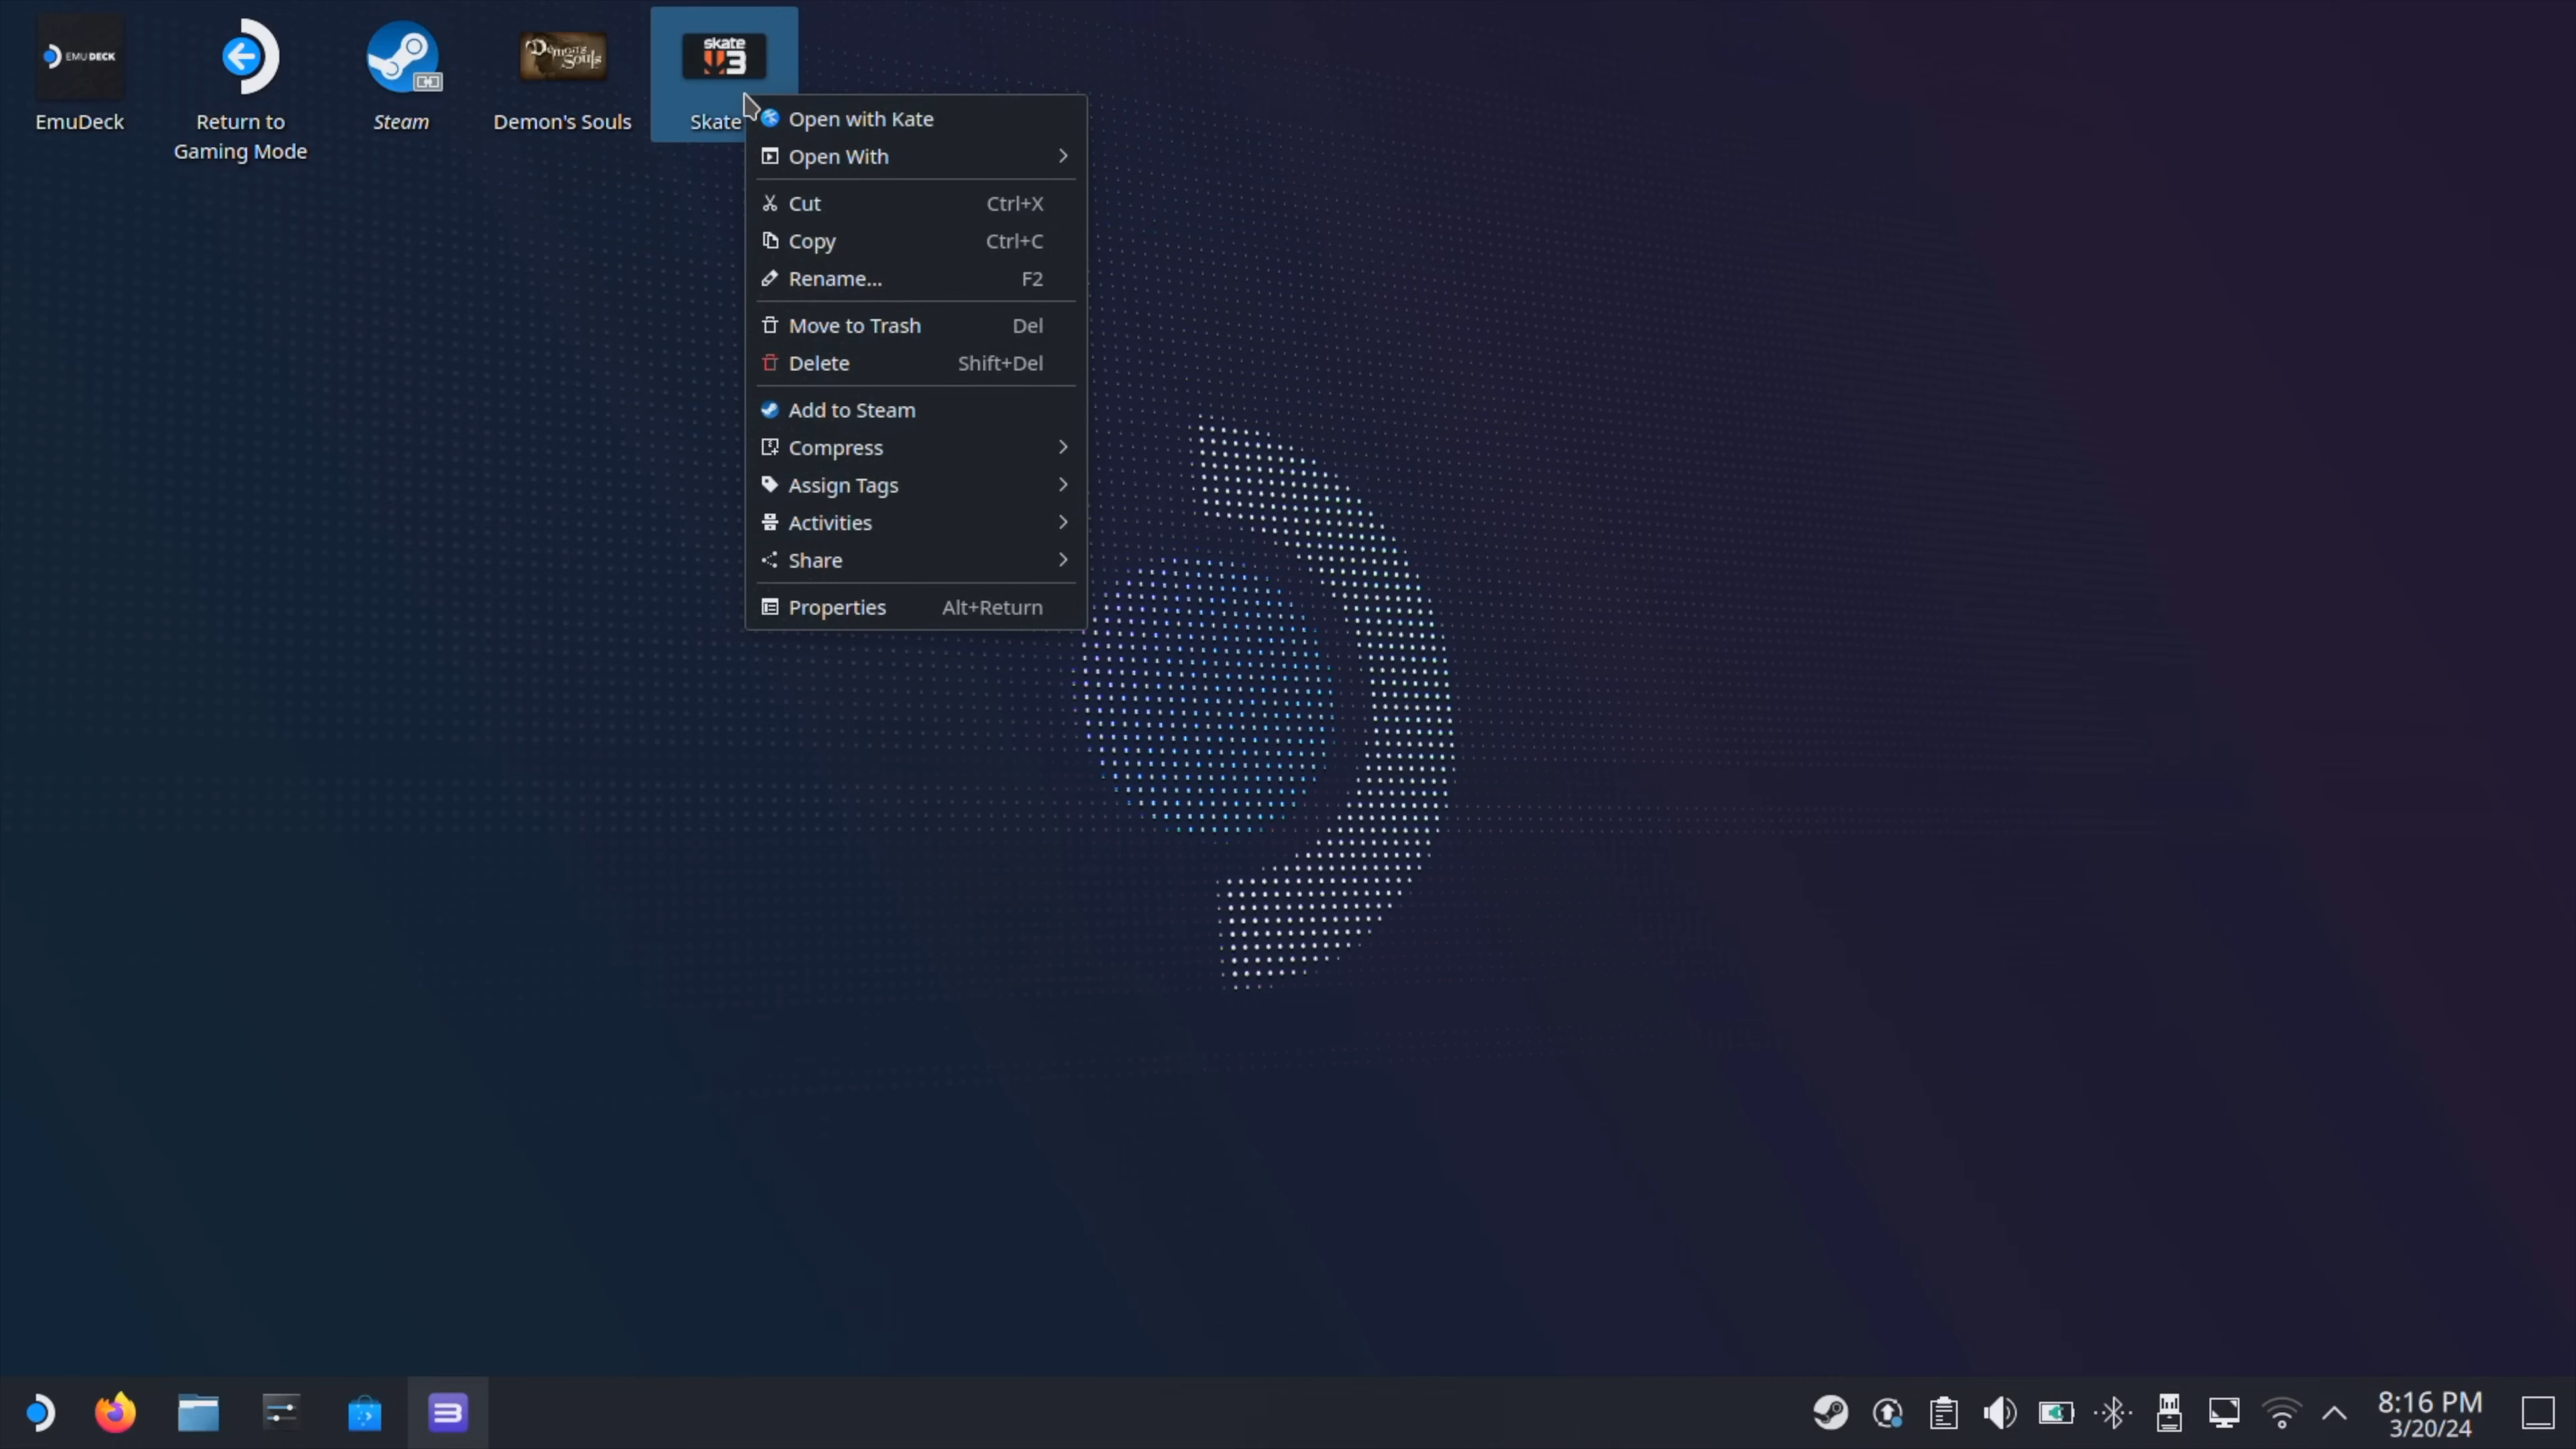 EMUDECK
EmuDeck
Return to
Gaming Mode
Steam
Demon's Souls
Demon's Souls
skate
3
Skate
Open with Kate
Open With
Cut Ctrl+X
Copy Ctrl+C
Rename... F2
Move to Trash Del
Delete Shift+Del
Add to Steam
Compress
Assign Tags
Activities
Share
Properties Alt+Return
8:16 PM
3/20/24